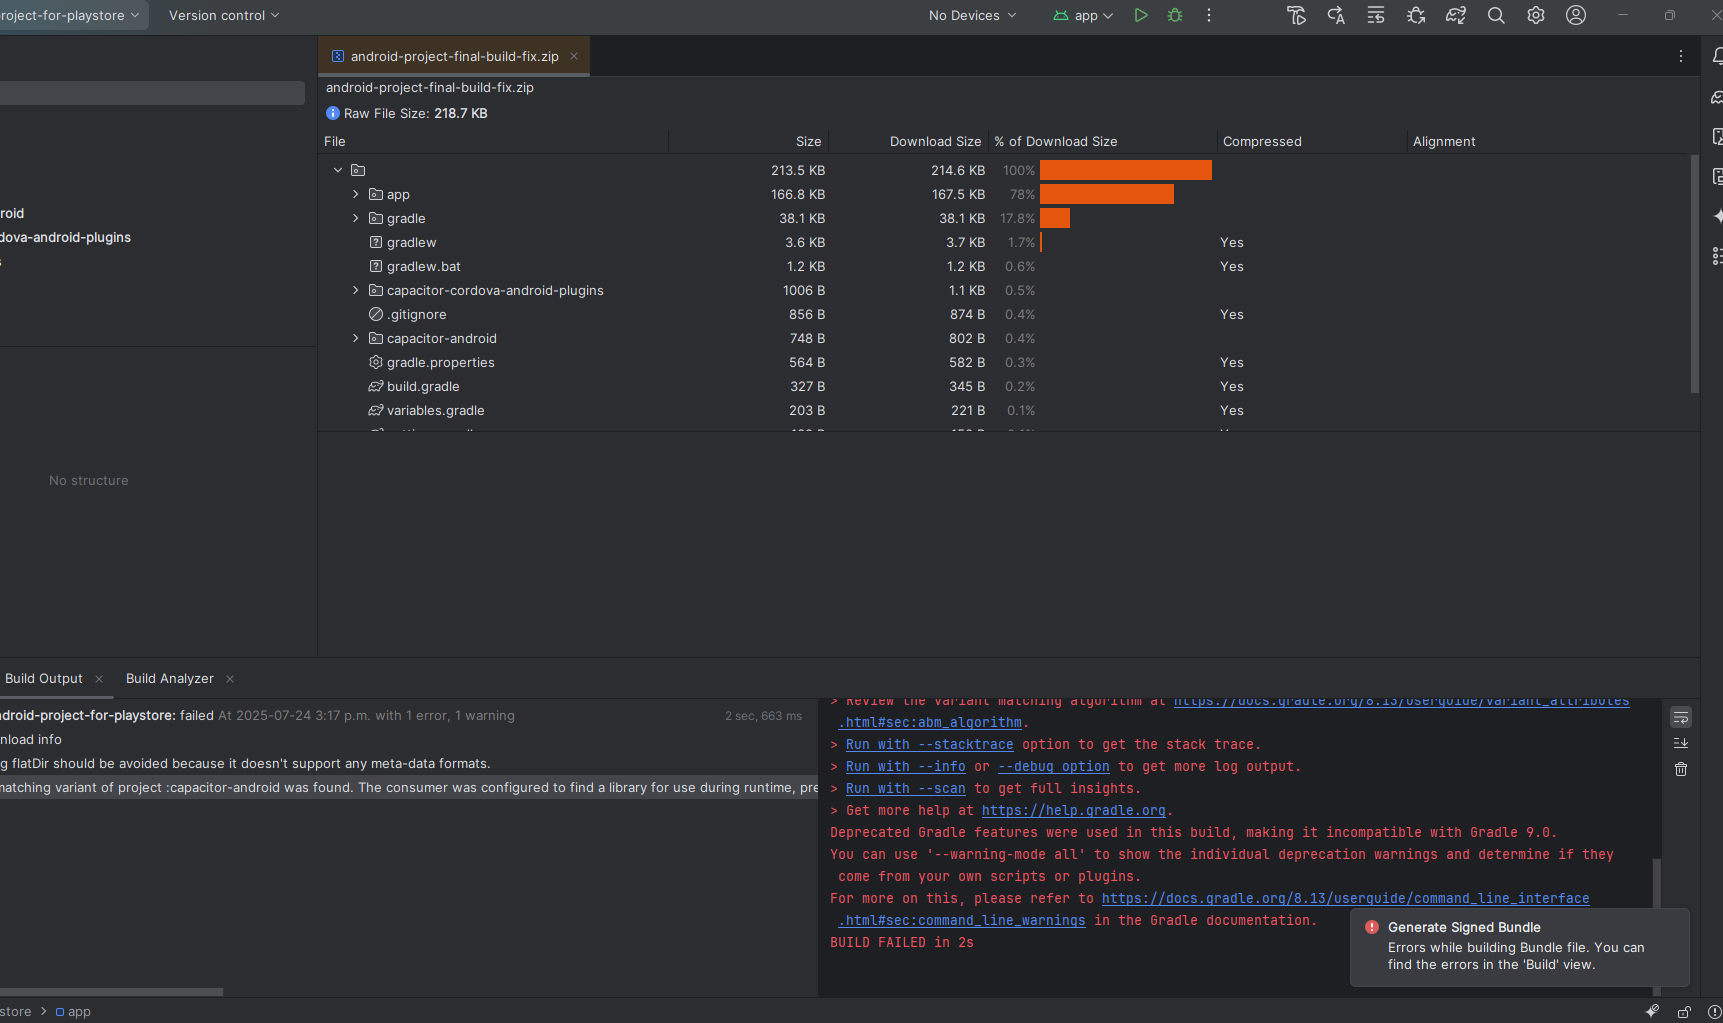 roject-for-playstore
Version control
No Devices
app
android-project-final-build-fix.zip
android-project-final-build-fix.zip
Raw File Size: 218.7 KB
File Size Download Size % of Download Size Compressed Alignment
213.5 KB 214.6 KB 100%
app 166.8 KB 167.5 KB 78%
gradle 38.1 KB 38.1 KB 17.8%
gradlew 3.6 KB 3.7 KB 1.7% Yes
gradlew.bat 1.2 KB 1.2 KB 0.6% Yes
capacitor-cordova-android-plugins 1006 B 1.1 KB 0.5%
.gitignore 856 B 874 B 0.4% Yes
capacitor-android 748 B 802 B 0.4%
gradle.properties 564 B 582 B 0.3% Yes
build.gradle 327 B 345 B 0.2% Yes
variables.gradle 203 B 221 B 0.1% Yes
roid
dova-android-plugins
s
No structure
Build Output
Build Analyzer
ndroid-project-for-playstore: failed At 2025-07-24 3:17 p.m. with 1 error, 1 warning 2 sec, 663 ms
nload info
g flatDir should be avoided because it doesn't support any meta-data formats.
matching variant of project :capacitor-android was found. The consumer was configured to find a library for use during runtime, pre
> Review the variant matching algorithm at https://docs.gradle.org/8.13/userguide/variant_attributes
.html#sec:abm_algorithm.
> Run with --stacktrace option to get the stack trace.
> Run with --info or --debug option to get more log output.
> Run with --scan to get full insights.
> Get more help at https://help.gradle.org.
Deprecated Gradle features were used in this build, making it incompatible with Gradle 9.0.
You can use '--warning-mode all' to show the individual deprecation warnings and determine if they
come from your own scripts or plugins.
For more on this, please refer to https://docs.gradle.org/8.13/userguide/command_line_interface
.html#sec:command_line_warnings in the Gradle documentation.
BUILD FAILED in 2s
Generate Signed Bundle
Errors while building Bundle file. You can
find the errors in the 'Build' view.
store > app